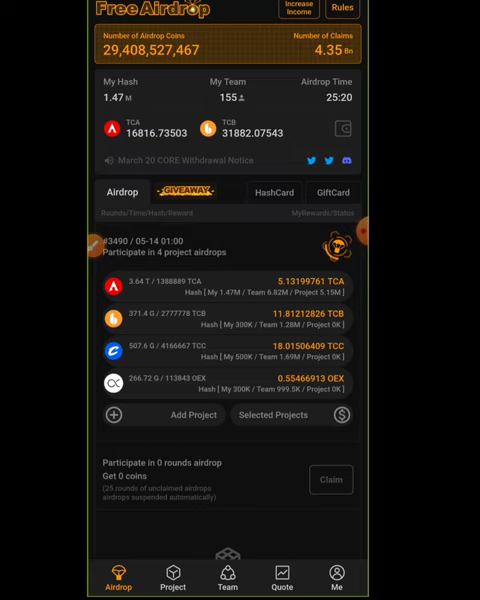 Free Airdrop
Increase
Income
Rules
Number of Airdrop Coins
Number of Claims
29,408,527,467
4.35 Bn
My Hash
My Team
Airdrop Time
1.47 M
155
25:20
TCA
16816.73503
TCB
31882.07543
March 20 CORE Withdrawal Notice
Airdrop
GIVEAWAY
HashCard
GiftCard
Rounds/Time/Hash/Reward
MyRewards/Status
#3490 / 05-14 01:00
Participate in 4 project airdrops
3.64 T / 1388889 TCA
5.13199761 TCA
Hash [ My 1.47M / Team 6.82M / Project 5.15M ]
371.4 G / 2777778 TCB
11.81212826 TCB
Hash [ My 300K / Team 1.28M / Project 0K ]
507.6 G / 4166667 TCC
18.01506409 TCC
Hash [ My 500K / Team 1.69M / Project 0K ]
266.72 G / 113843 OEX
0.55466913 OEX
Hash [ My 300K / Team 999.5K / Project 0K ]
Add Project
Selected Projects
Participate in 0 rounds airdrop
Get 0 coins
(25 rounds of unclaimed airdrops
airdrops suspended automatically)
Claim
Airdrop
Project
Team
Quote
Me